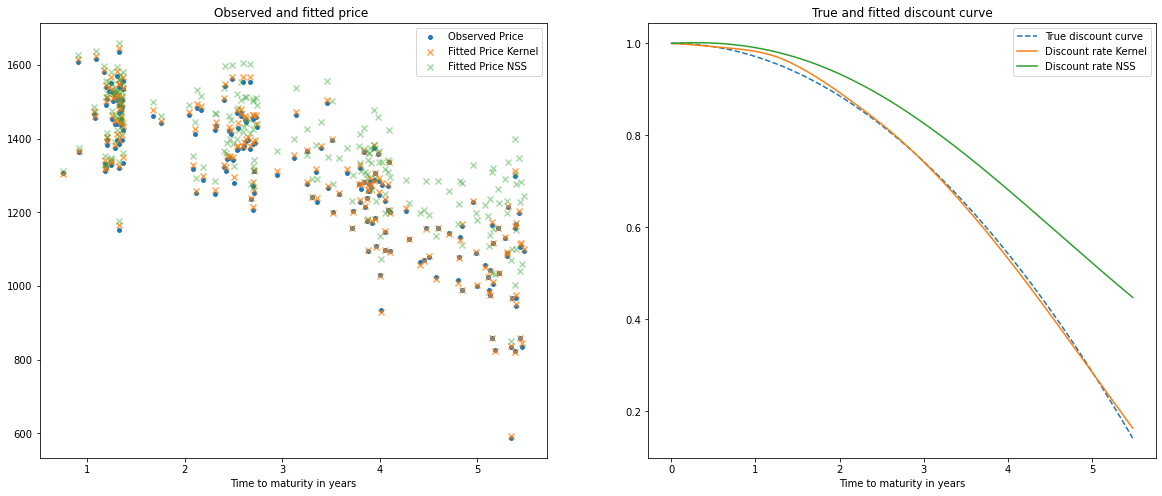 Observed and fitted price
Observed Price
Fitted Price Kernel
Fitted Price NSS
1600
1400
1200
1000
800
600
1 2 3 4 5
Time to maturity in years
True and fitted discount curve
True discount curve
Discount rate Kernel
Discount rate NSS
1.0
0.8
0.6
0.4
0.2
0 1 2 3 4 5
Time to maturity in years